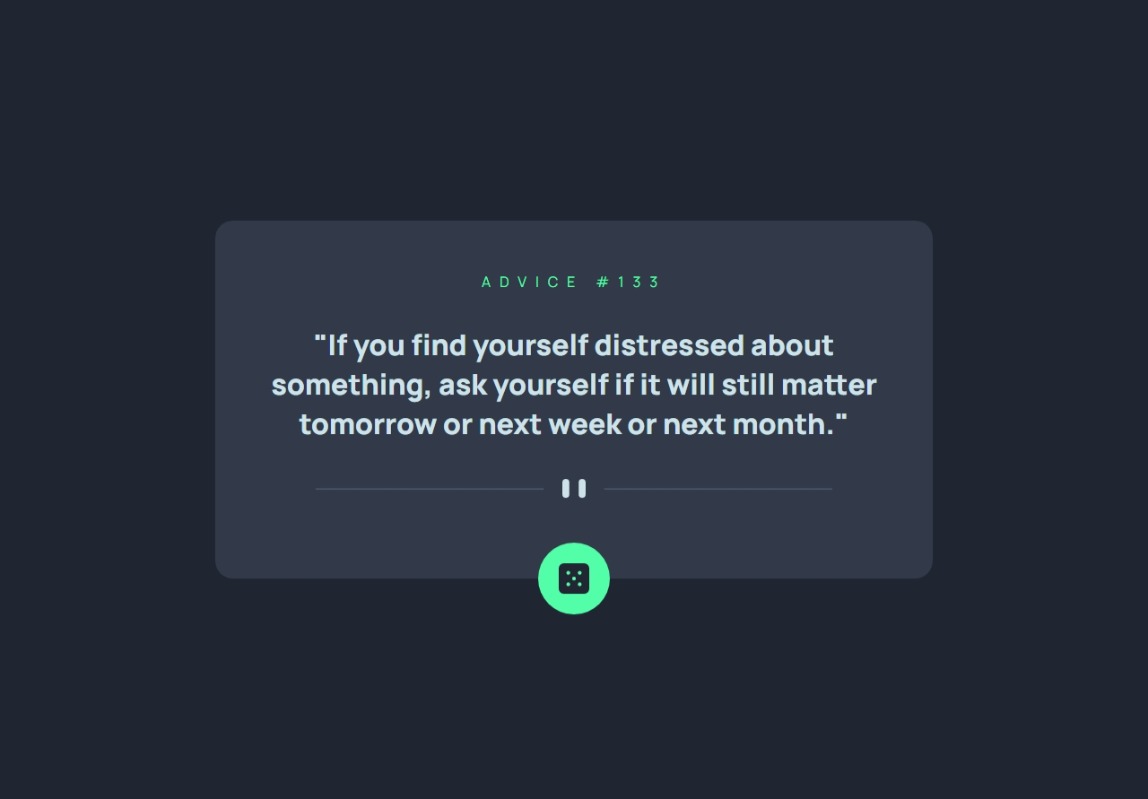 ADVICE #133
"If you find yourself distressed about
something, ask yourself if it will still matter
tomorrow or next week or next month."